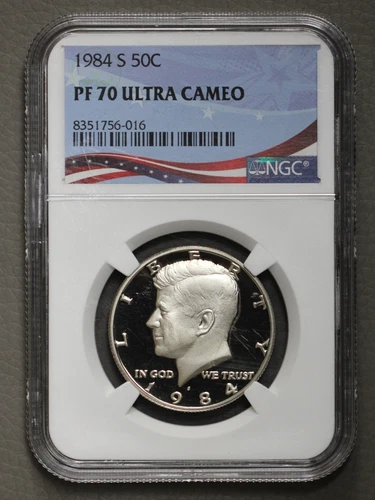 1984 S 50C
PF 70 ULTRA CAMEO
8351756-016
NGC®
LIBERTY
IN GOD WE TRUST
1984